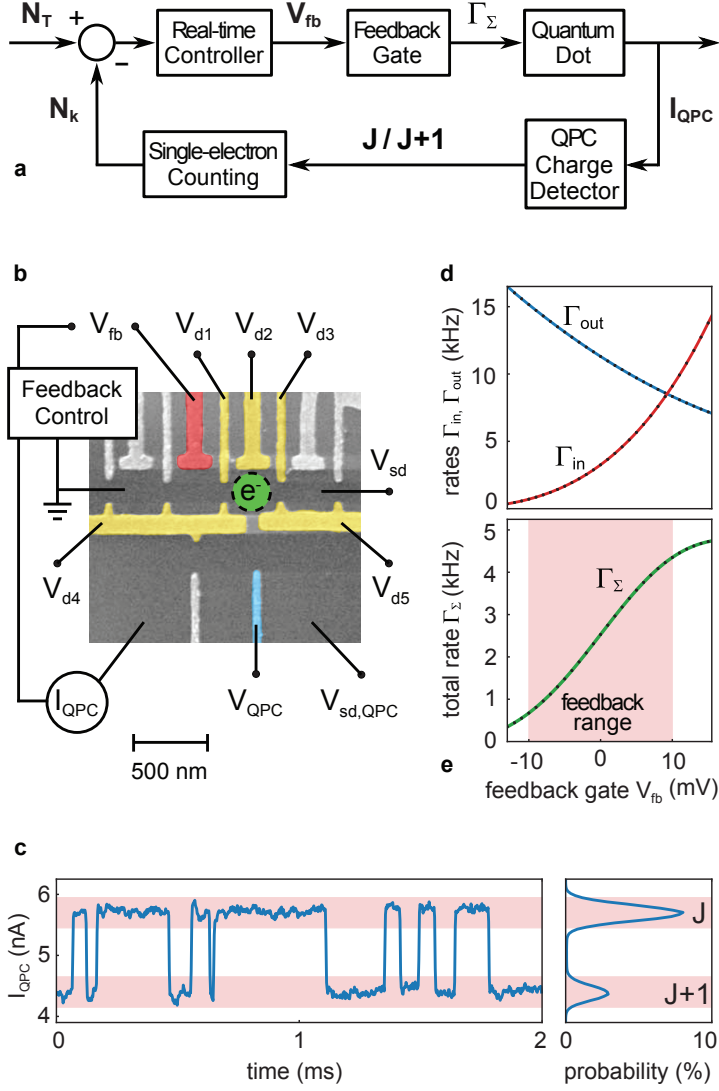 N_T
+
−
Real-time
Controller
V_fb
Feedback
Gate
Γ_Σ
Quantum
Dot
N_k
Single-electron
Counting
J / J+1
QPC
Charge
Detector
I_QPC
a
b
V_fb
V_d1
V_d2
V_d3
Feedback
Control
V_sd
e-
V_d4
V_d5
I_QPC
V_QPC
V_sd,QPC
500 nm
d
15
10
5
0
rates Γ_in, Γ_out (kHz)
Γ_out
Γ_in
5
4
3
2
1
0
total rate Γ_Σ (kHz)
Γ_Σ
feedback
range
-10
0
10
e
feedback gate V_fb (mV)
c
6
5
4
I_QPC (nA)
0
1
2
time (ms)
J
J+1
0
10
probability (%)